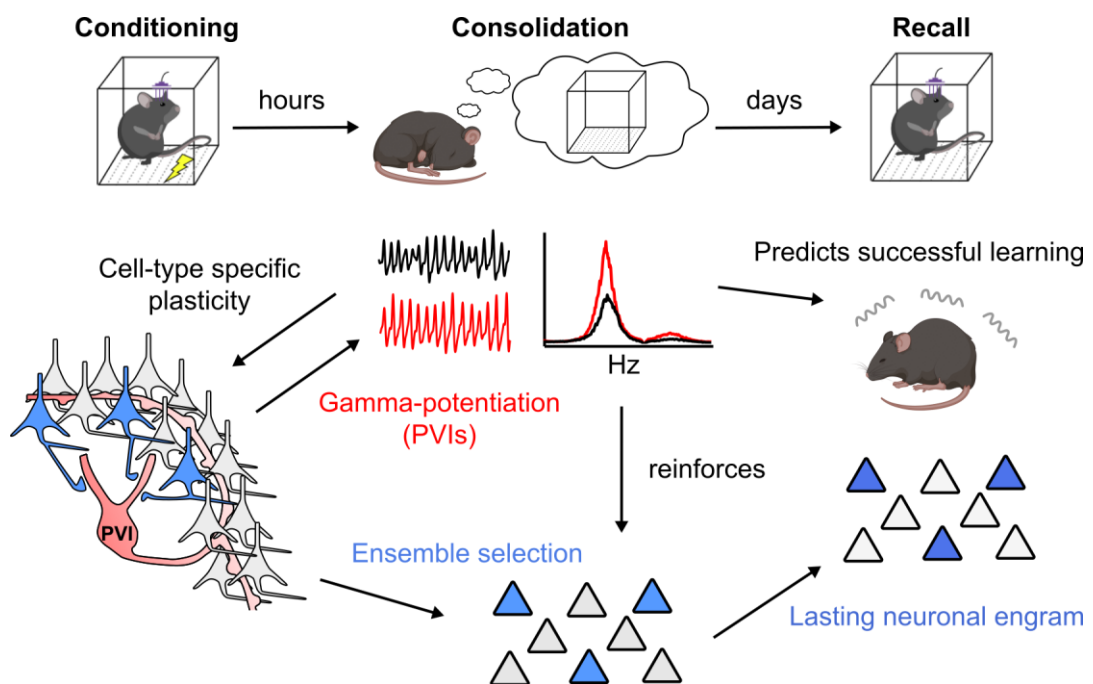 Conditioning
Consolidation
Recall
hours
days
Cell-type specific
plasticity
Predicts successful learning
Hz
Gamma-potentiation
(PVIs)
reinforces
PVI
Ensemble selection
Lasting neuronal engram